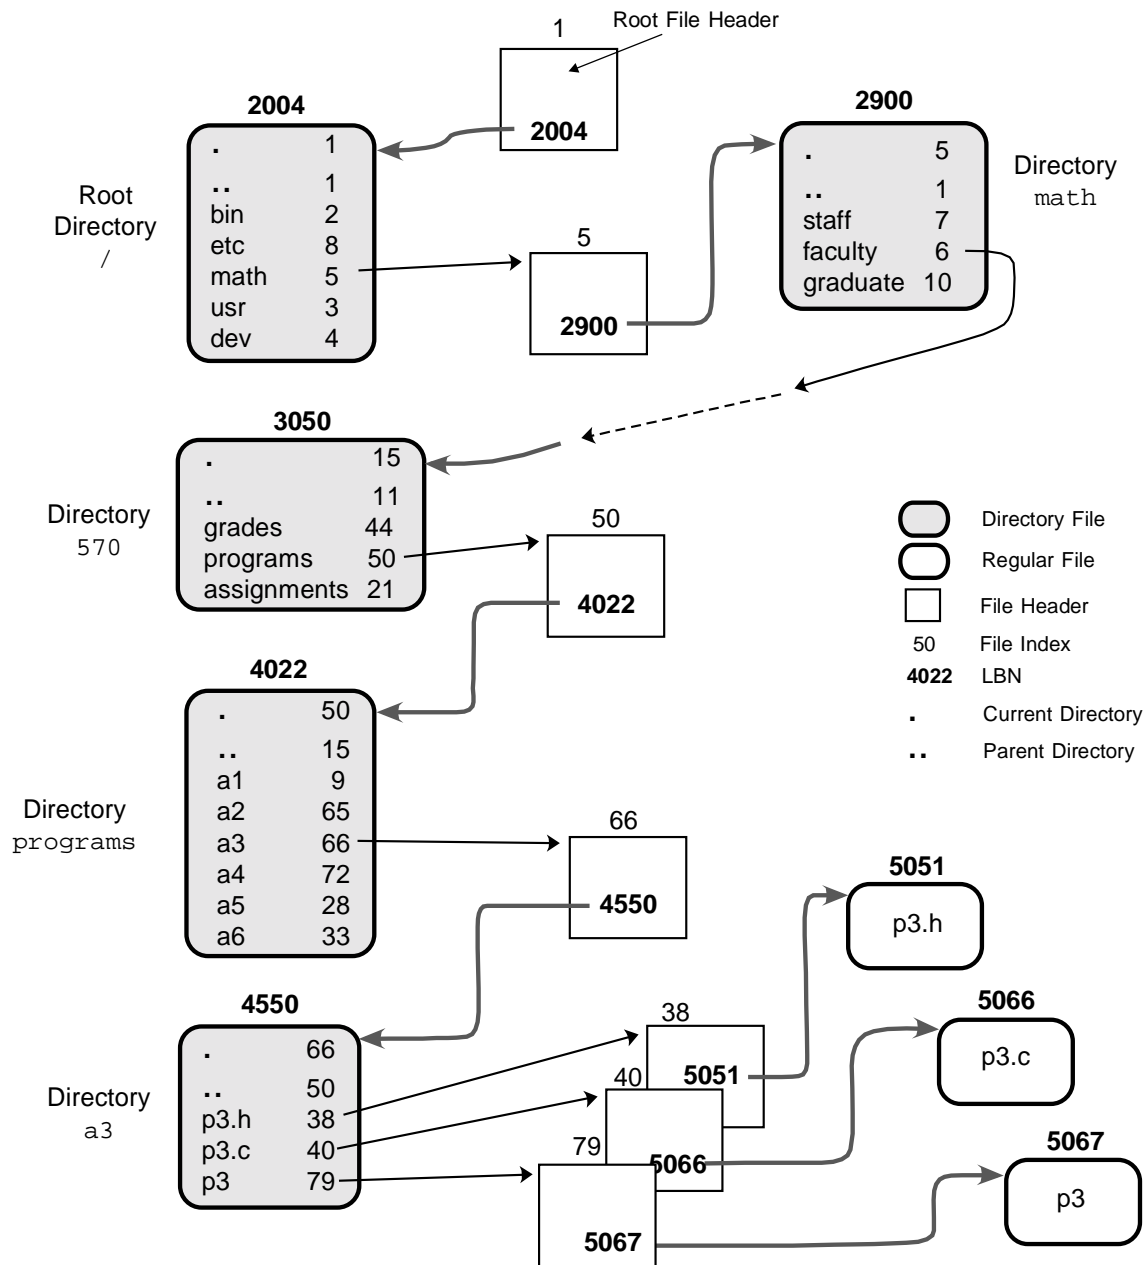 1
Root File Header
2004
2004
. 1
.. 1
bin 2
etc 8
math 5
usr 3
dev 4
Root
Directory
/
5
2900
2900
. 5
.. 1
staff 7
faculty 6
graduate 10
Directory
math
3050
. 15
.. 11
grades 44
programs 50
assignments 21
Directory
570
50
4022
Directory File
Regular File
File Header
50 File Index
4022 LBN
. Current Directory
.. Parent Directory
4022
. 50
.. 15
a1 9
a2 65
a3 66
a4 72
a5 28
a6 33
Directory
programs
66
4550
4550
. 66
.. 50
p3.h 38
p3.c 40
p3 79
Directory
a3
38
5051
40
5066
79
5067
5051
p3.h
5066
p3.c
5067
p3